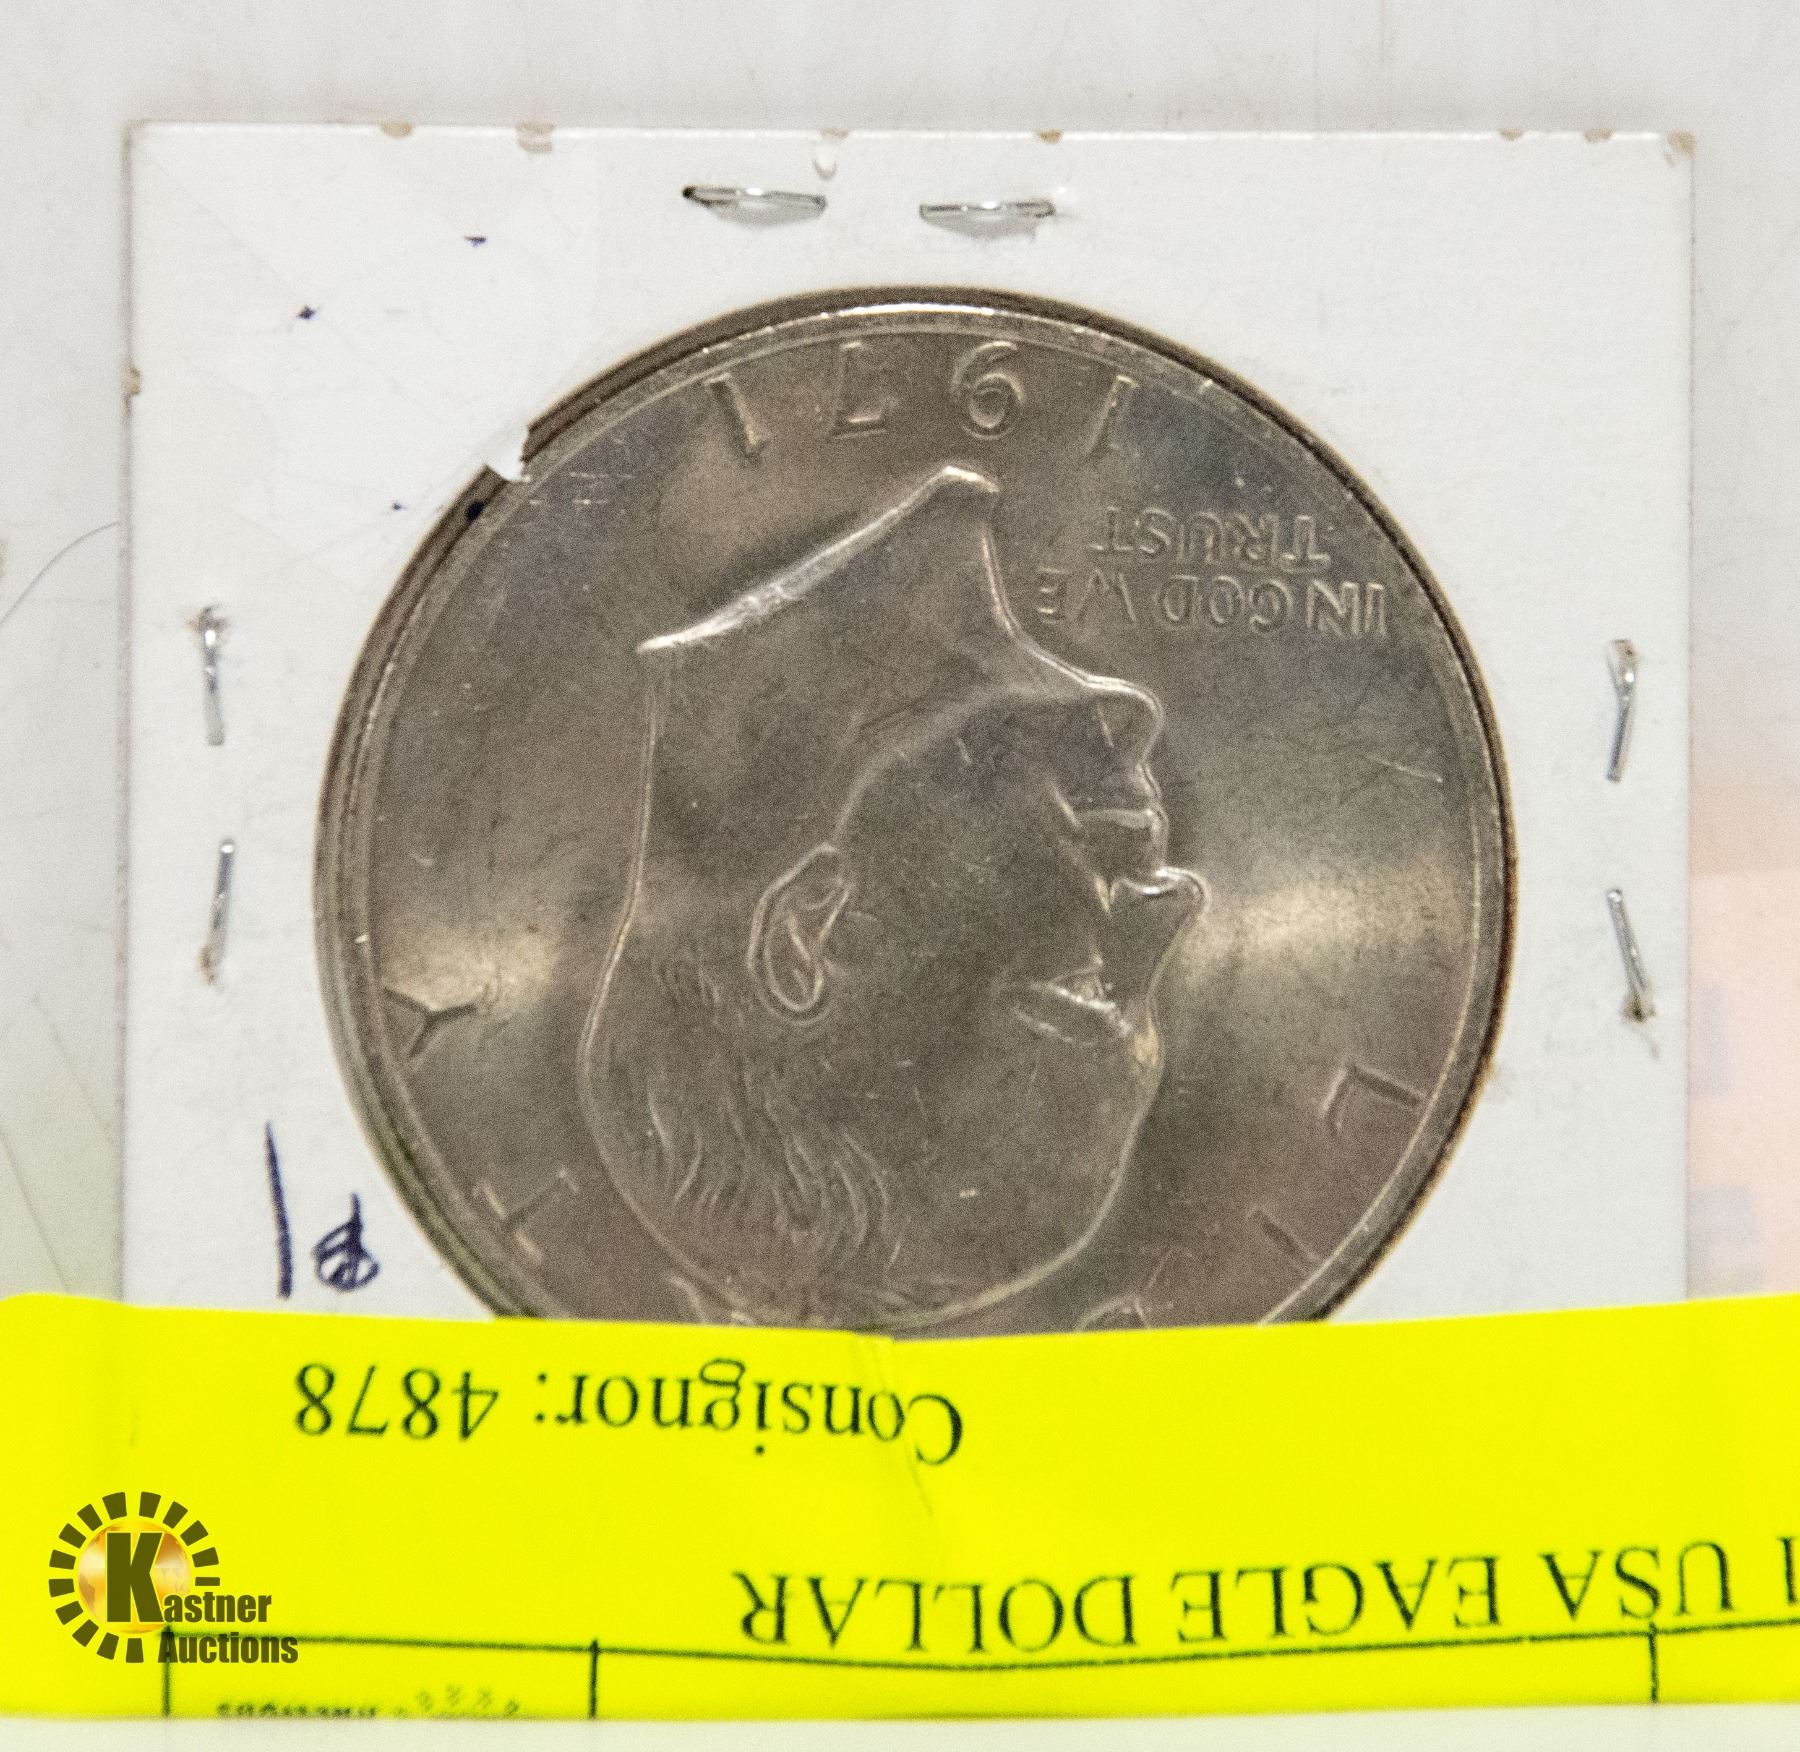 1971
IN GOD WE
TRUST
L I
T Y
Consignor: 4878
USA EAGLE DOLLAR
Kastner
Auctions